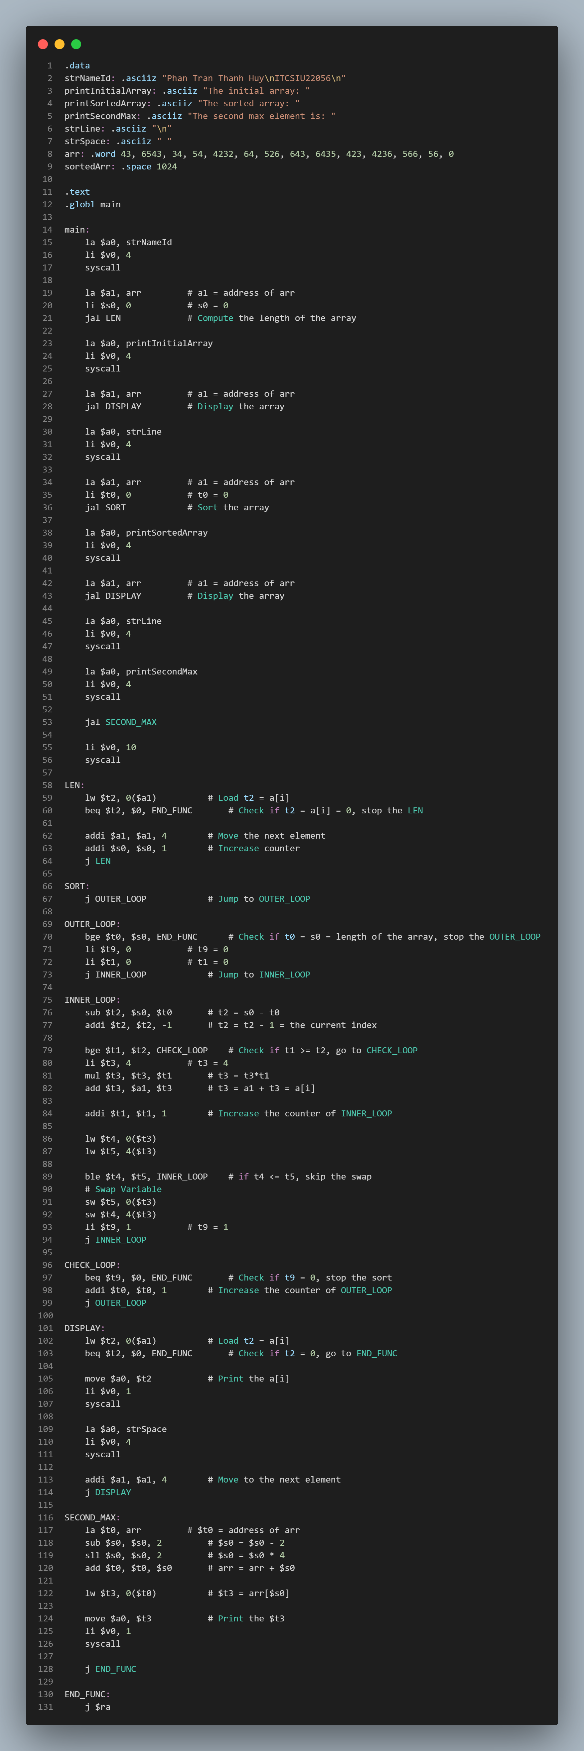 1 .data
2 strNameId: .asciiz "Phan Tran Thanh Huy\nITCSIU22056\n"
3 printInitialArray: .asciiz "The initial array: "
4 printSortedArray: .asciiz "The sorted array: "
5 printSecondMax: .asciiz "The second max element is: "
6 strLine: .asciiz "\n"
7 strSpace: .asciiz " "
8 arr: .word 43, 6543, 34, 54, 4232, 64, 526, 643, 6435, 423, 4236, 566, 56, 0
9 sortedArr: .space 1024
10
11 .text
12 .globl main
13
14 main:
15 la $a0, strNameId
16 li $v0, 4
17 syscall
18
19 la $a1, arr # a1 = address of arr
20 li $s0, 0 # s0 = 0
21 jal LEN # Compute the length of the array
22
23 la $a0, printInitialArray
24 li $v0, 4
25 syscall
26
27 la $a1, arr # a1 = address of arr
28 jal DISPLAY # Display the array
29
30 la $a0, strLine
31 li $v0, 4
32 syscall
33
34 la $a1, arr # a1 = address of arr
35 li $t0, 0 # t0 = 0
36 jal SORT # Sort the array
37
38 la $a0, printSortedArray
39 li $v0, 4
40 syscall
41
42 la $a1, arr # a1 = address of arr
43 jal DISPLAY # Display the array
44
45 la $a0, strLine
46 li $v0, 4
47 syscall
48
49 la $a0, printSecondMax
50 li $v0, 4
51 syscall
52
53 jal SECOND_MAX
54
55 li $v0, 10
56 syscall
57
58 LEN:
59 lw $t2, 0($a1) # Load t2 = a[i]
60 beq $t2, $0, END_FUNC # Check if t2 = a[i] = 0, stop the LEN
61
62 addi $a1, $a1, 4 # Move the next element
63 addi $s0, $s0, 1 # Increase counter
64 j LEN
65
66 SORT:
67 j OUTER_LOOP # Jump to OUTER_LOOP
68
69 OUTER_LOOP:
70 bge $t0, $s0, END_FUNC # Check if t0 = s0 = length of the array, stop the OUTER_LOOP
71 li $t9, 0 # t9 = 0
72 li $t1, 0 # t1 = 0
73 j INNER_LOOP # Jump to INNER_LOOP
74
75 INNER_LOOP:
76 sub $t2, $s0, $t0 # t2 = s0 - t0
77 addi $t2, $t2, -1 # t2 = t2 - 1 = the current index
78
79 bge $t1, $t2, CHECK_LOOP # Check if t1 >= t2, go to CHECK_LOOP
80 li $t3, 4 # t3 = 4
81 mul $t3, $t3, $t1 # t3 = t3*t1
82 add $t3, $a1, $t3 # t3 = a1 + t3 = a[i]
83
84 addi $t1, $t1, 1 # Increase the counter of INNER_LOOP
85
86 lw $t4, 0($t3)
87 lw $t5, 4($t3)
88
89 ble $t4, $t5, INNER_LOOP # if t4 <= t5, skip the swap
90 # Swap Variable
91 sw $t5, 0($t3)
92 sw $t4, 4($t3)
93 li $t9, 1 # t9 = 1
94 j INNER_LOOP
95
96 CHECK_LOOP:
97 beq $t9, $0, END_FUNC # Check if t9 = 0, stop the sort
98 addi $t0, $t0, 1 # Increase the counter of OUTER_LOOP
99 j OUTER_LOOP
100
101 DISPLAY:
102 lw $t2, 0($a1) # Load t2 = a[i]
103 beq $t2, $0, END_FUNC # Check if t2 = 0, go to END_FUNC
104
105 move $a0, $t2 # Print the a[i]
106 li $v0, 1
107 syscall
108
109 la $a0, strSpace
110 li $v0, 4
111 syscall
112
113 addi $a1, $a1, 4 # Move to the next element
114 j DISPLAY
115
116 SECOND_MAX:
117 la $t0, arr # $t0 = address of arr
118 sub $s0, $s0, 2 # $s0 = $s0 - 2
119 sll $s0, $s0, 2 # $s0 = $s0 * 4
120 add $t0, $t0, $s0 # arr = arr + $s0
121
122 lw $t3, 0($t0) # $t3 = arr[$s0]
123
124 move $a0, $t3 # Print the $t3
125 li $v0, 1
126 syscall
127
128 j END_FUNC
129
130 END_FUNC:
131 j $ra